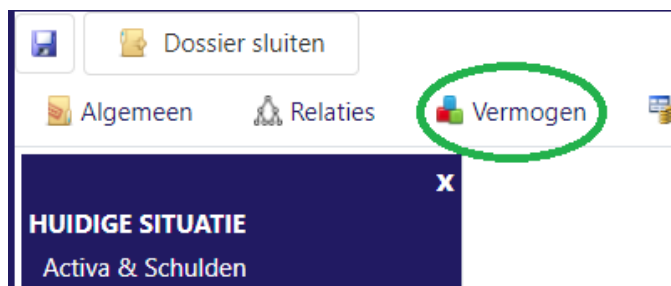 Dossier sluiten
Algemeen Relaties Vermogen
x
HUIDIGE SITUATIE
Activa & Schulden